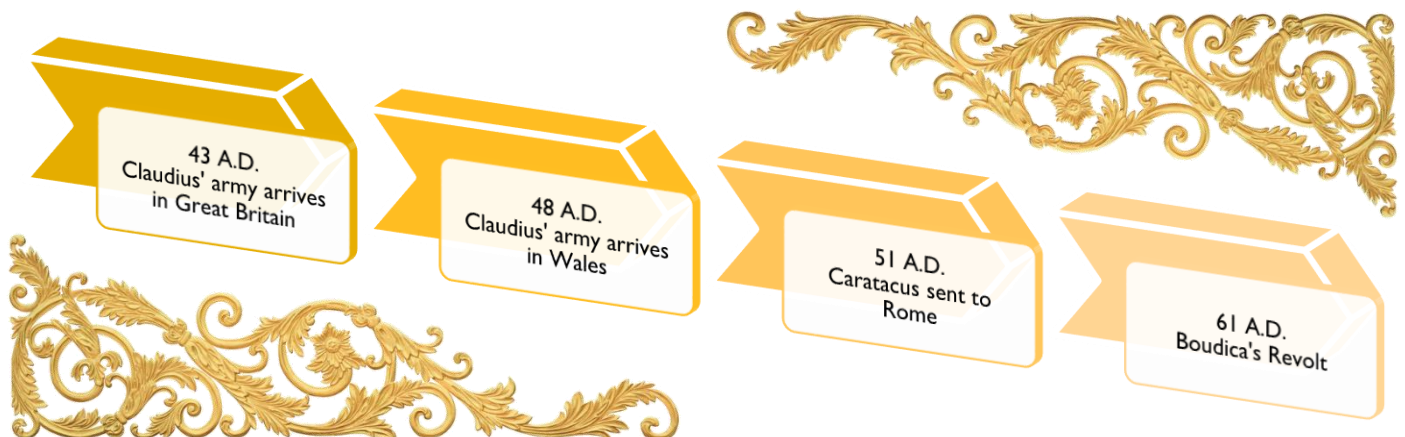 43 A.D.
Claudius' army arrives
in Great Britain
48 A.D.
Claudius' army arrives
in Wales
51 A.D.
Caratacus sent to
Rome
61 A.D.
Boudica's Revolt